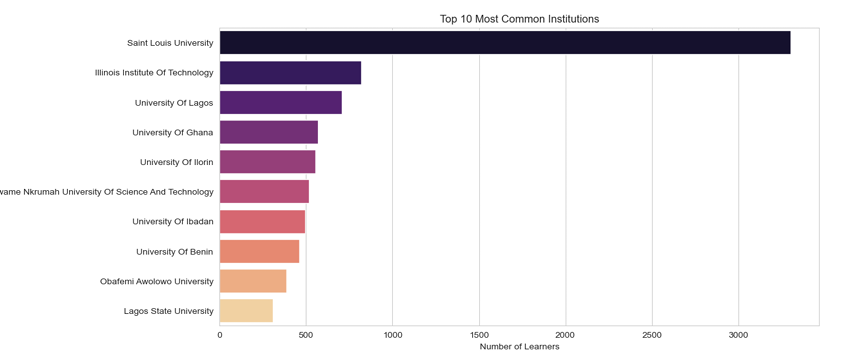 Top 10 Most Common Institutions
Saint Louis University
Illinois Institute Of Technology
University Of Lagos
University Of Ghana
University Of Ilorin
Nkrumah University Of Science And Technology
University Of Ibadan
University Of Benin
Obafemi Awolowo University
Lagos State University
0 500 1000 1500 2000 2500 3000
Number of Learners